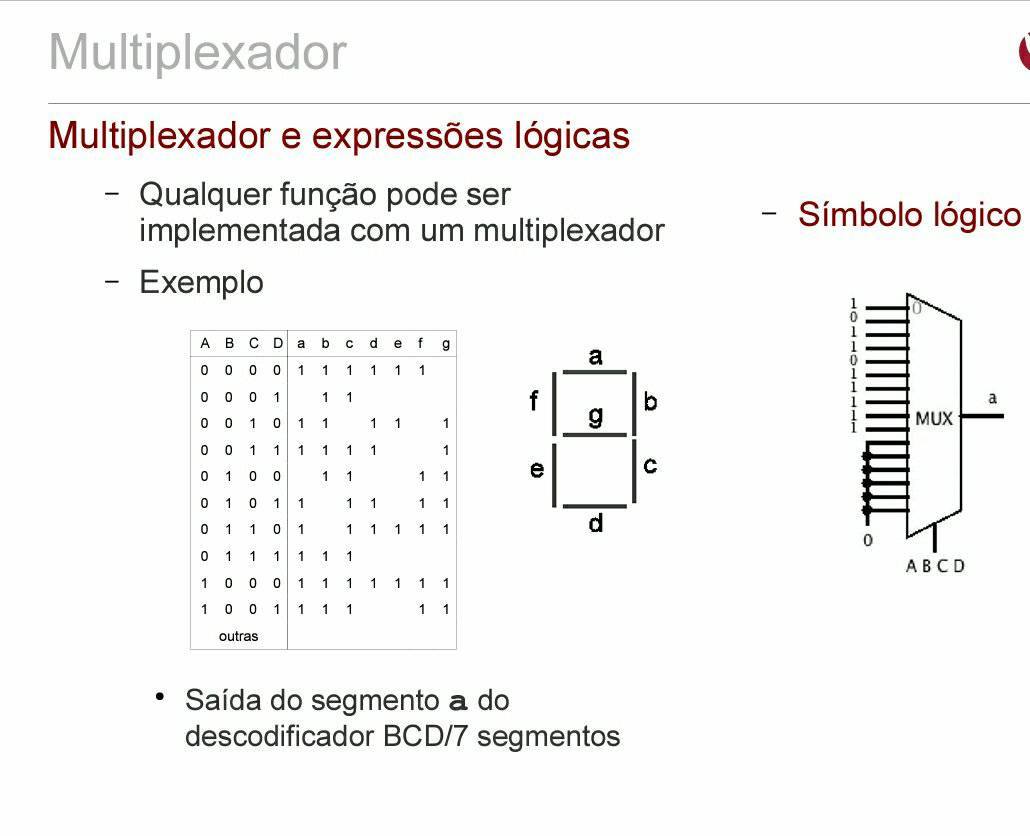 Multiplexador
Multiplexador e expressões lógicas
– Qualquer função pode ser
implementada com um multiplexador
– Exemplo
A B C D a b c d e f g
0 0 0 0 1 1 1 1 1 1
0 0 0 1 1 1
0 0 1 0 1 1 1 1 1
0 0 1 1 1 1 1 1 1
0 1 0 0 1 1 1 1
0 1 0 1 1 1 1 1 1
0 1 1 0 1 1 1 1 1 1
0 1 1 1 1 1 1
1 0 0 0 1 1 1 1 1 1 1
1 0 0 1 1 1 1 1 1
outras
a
f b
g
e c
d
• Saída do segmento a do
descodificador BCD/7 segmentos
– Símbolo lógico
1 0
0
1
1
0
1
1
1
1
1
MUX
a
0
A B C D